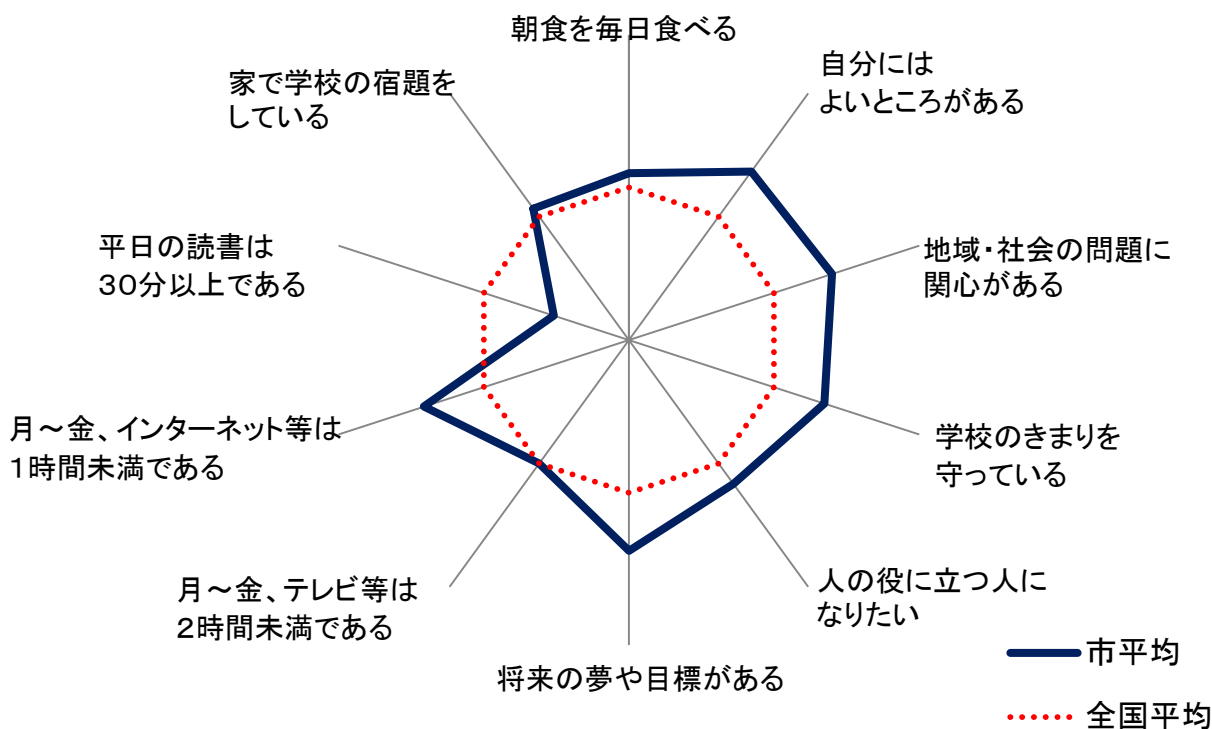 朝食を毎日食べる
自分には
よいところがある
地域・社会の問題に
関心がある
学校のきまりを
守っている
人の役に立つ人に
なりたい
将来の夢や目標がある
月～金、テレビ等は
２時間未満である
月～金、インターネット等は
１時間未満である
平日の読書は
３０分以上である
家で学校の宿題を
している
市平均
全国平均